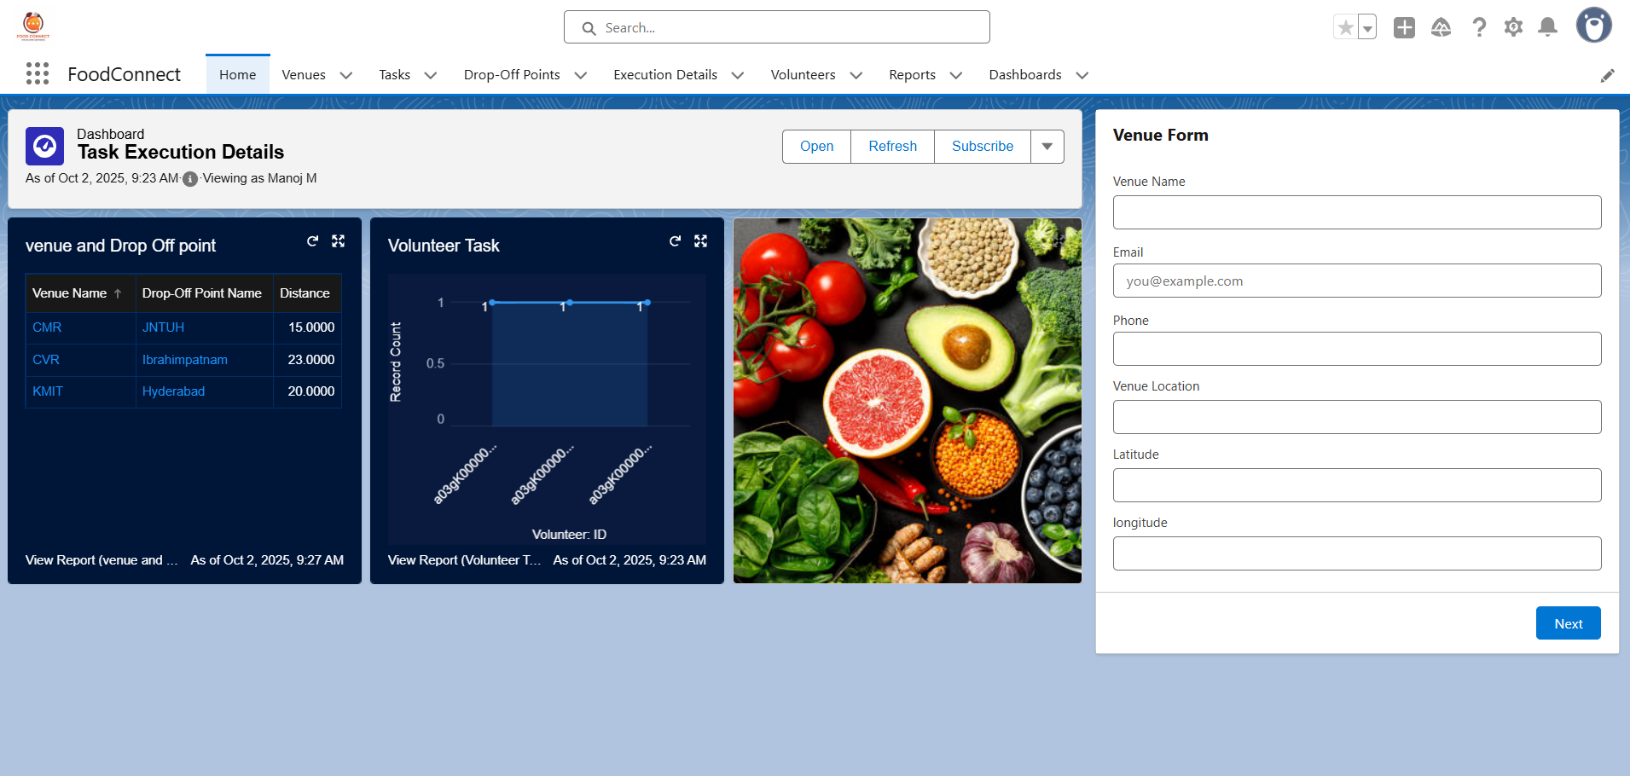 FOOD CONNECT
Search...
FoodConnect
Home
Venues
Tasks
Drop-Off Points
Execution Details
Volunteers
Reports
Dashboards
Dashboard
Task Execution Details
As of Oct 2, 2025, 9:23 AM·Viewing as Manoj M
Open
Refresh
Subscribe
venue and Drop Off point
Venue Name ↑ Drop-Off Point Name Distance
CMR JNTUH 15.0000
CVR Ibrahimpatnam 23.0000
KMIT Hyderabad 20.0000
View Report (venue and ... As of Oct 2, 2025, 9:27 AM
Volunteer Task
Record Count
1
0.5
0
1 1 1
a03gK00000... a03gK00000... a03gK00000...
Volunteer: ID
View Report (Volunteer T... As of Oct 2, 2025, 9:23 AM
Venue Form
Venue Name
Email
you@example.com
Phone
Venue Location
Latitude
longitude
Next